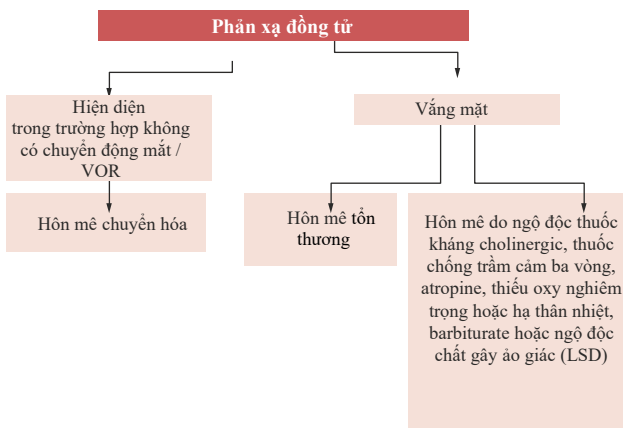 Phản xạ đồng tử
Hiện diện
trong trường hợp không
có chuyển động mắt /
VOR
Vắng mặt
Hôn mê chuyển hóa
Hôn mê tổn
thương
Hôn mê do ngộ độc thuốc
kháng cholinergic, thuốc
chống trầm cảm ba vòng,
atropine, thiếu oxy nghiêm
trọng hoặc hạ thân nhiệt,
barbiturate hoặc ngộ độc
chất gây ảo giác (LSD)